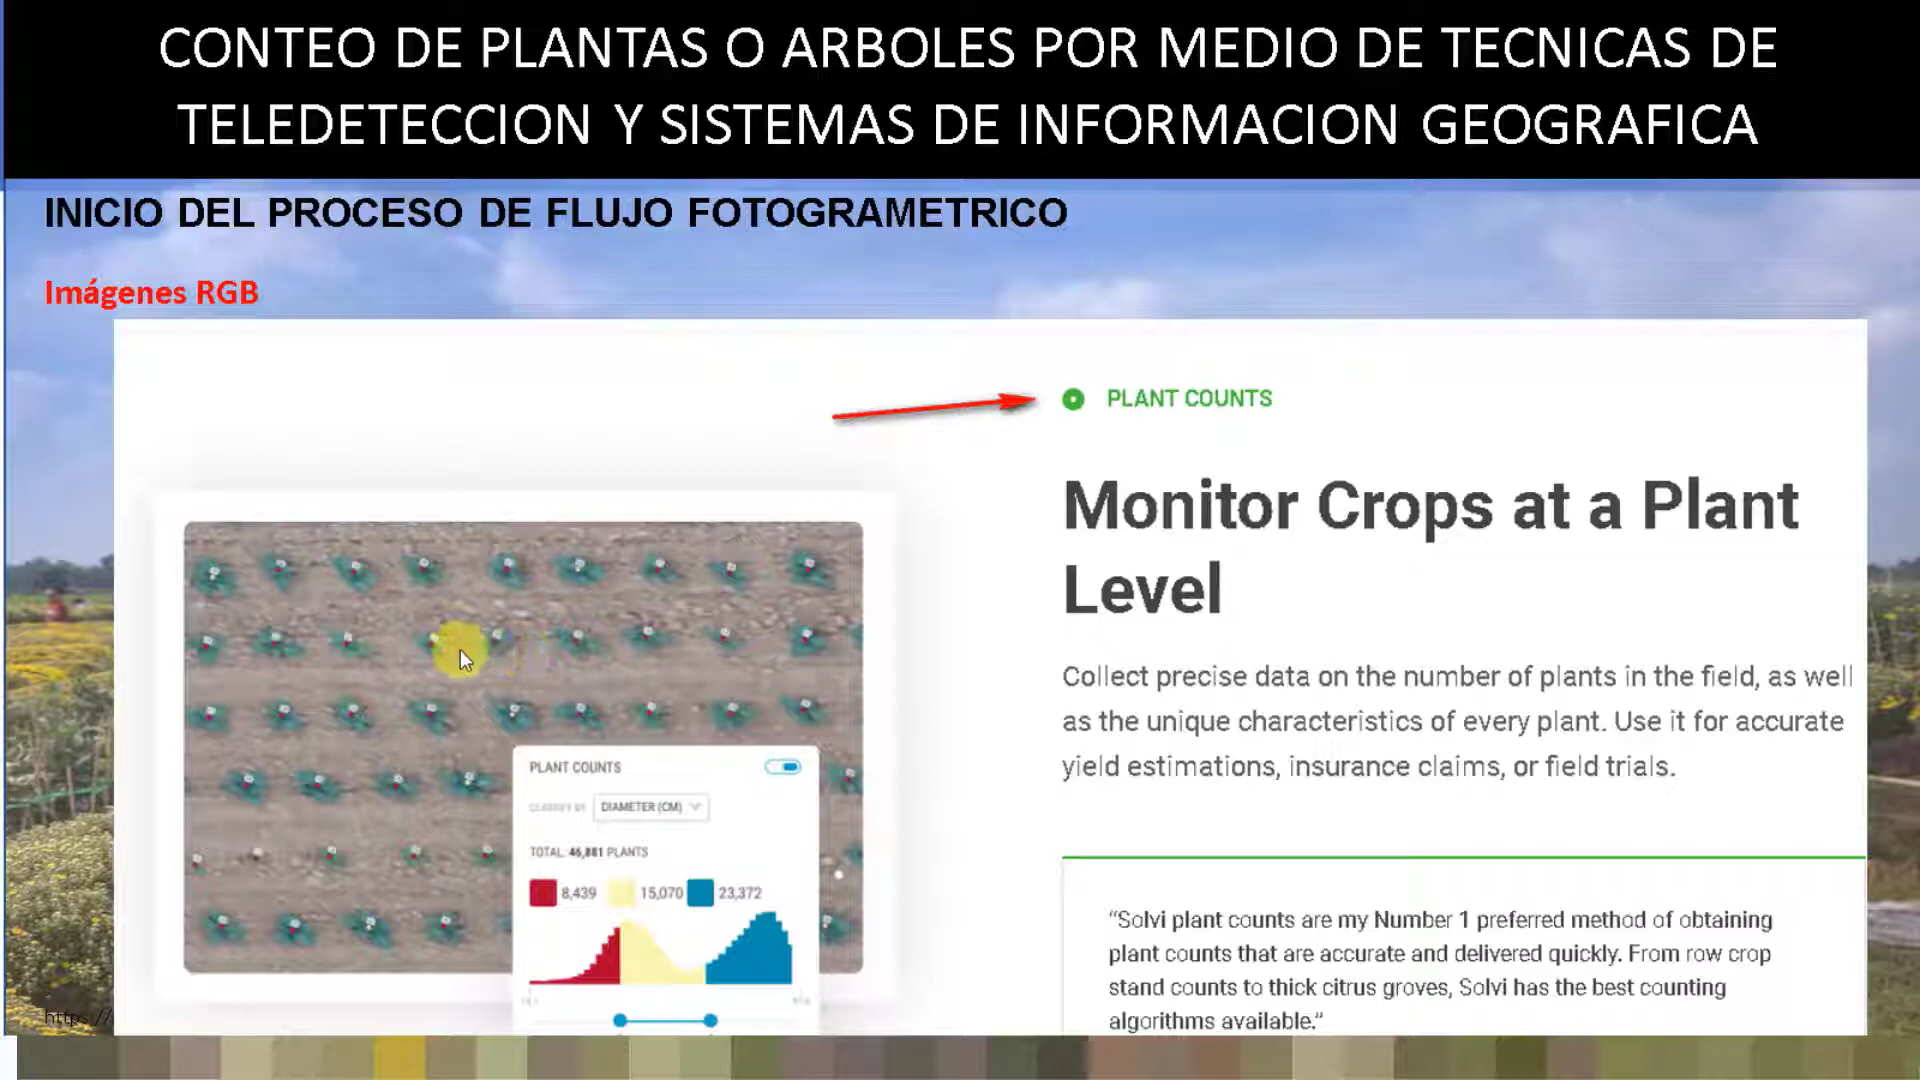 CONTEO DE PLANTAS O ARBOLES POR MEDIO DE TECNICAS DE
TELEDETECCION Y SISTEMAS DE INFORMACION GEOGRAFICA
INICIO DEL PROCESO DE FLUJO FOTOGRAMETRICO
Imágenes RGB
PLANT COUNTS
Monitor Crops at a Plant
Level
Collect precise data on the number of plants in the field, as well
as the unique characteristics of every plant. Use it for accurate
yield estimations, insurance claims, or field trials.
PLANT COUNTS
CLASSIFY BY DIAMETER (CM)
TOTAL: 46,881 PLANTS
8,439 15,070 23,372
“Solvi plant counts are my Number 1 preferred method of obtaining
plant counts that are accurate and delivered quickly. From row crop
stand counts to thick citrus groves, Solvi has the best counting
algorithms available.”
https://